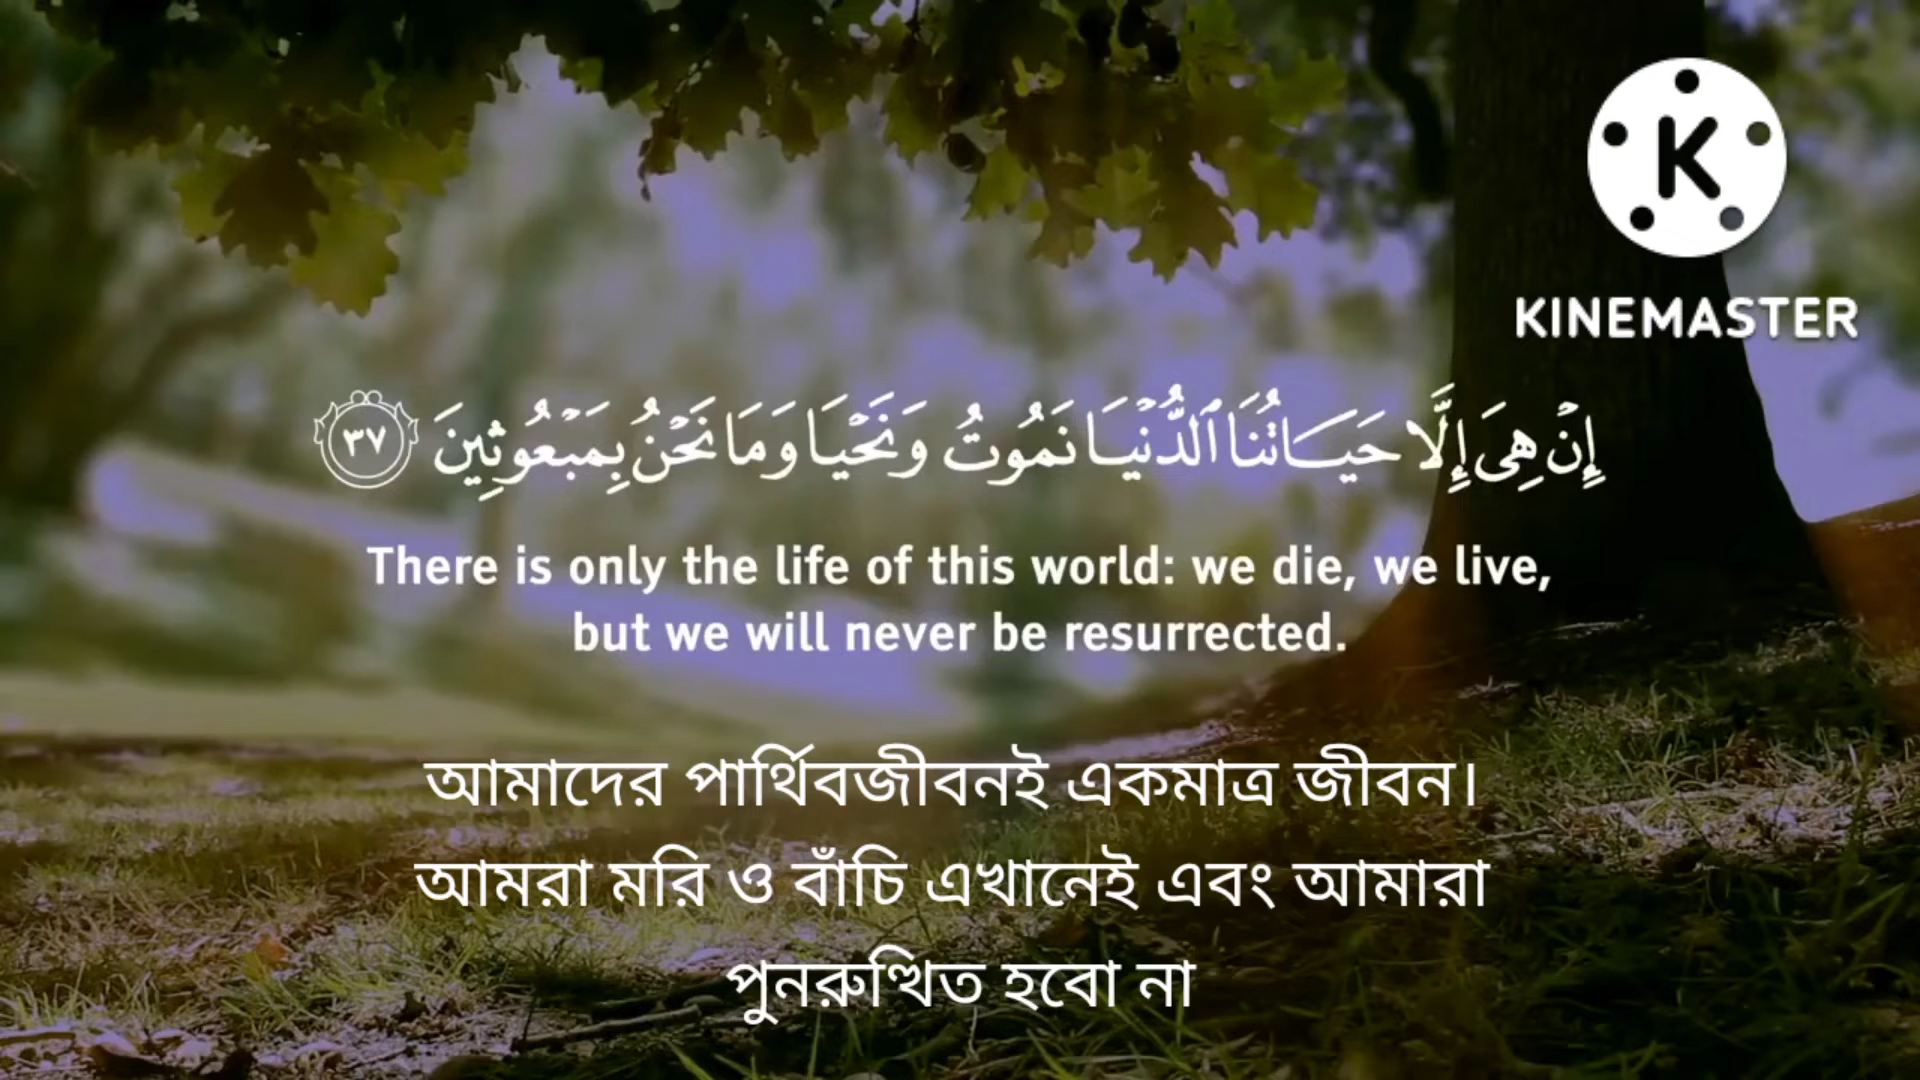 KINEMASTER
إِنْ هِىَ إِلَّا حَيَاتُنَا ٱلدُّنْيَا نَمُوتُ وَنَحْيَا وَمَا نَحْنُ بِمَبْعُوثِينَ ٣٧
There is only the life of this world: we die, we live,
but we will never be resurrected.
আমাদের পার্থিবজীবনই একমাত্র জীবন।
আমরা মরি ও বাঁচি এখানেই এবং আমারা
পুনরুত্থিত হবো না